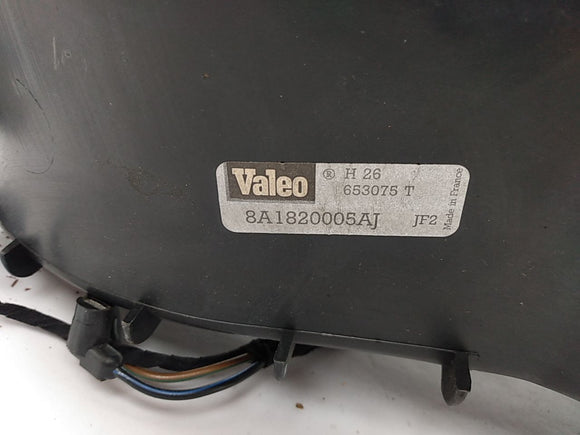 Valeo ® H 26
653075 T
8A1820005AJ JF2
Made in France